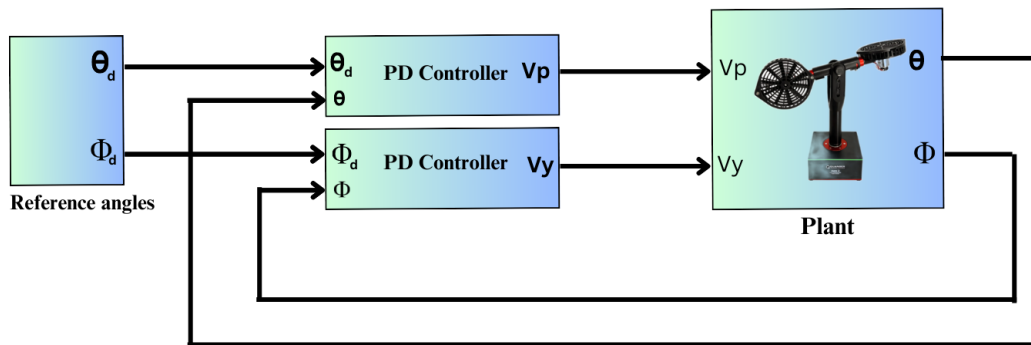 θd
Φd
Reference angles
θd
θ
PD Controller
Vp
Φd
Φ
PD Controller
Vy
Vp
Vy
θ
Φ
Plant